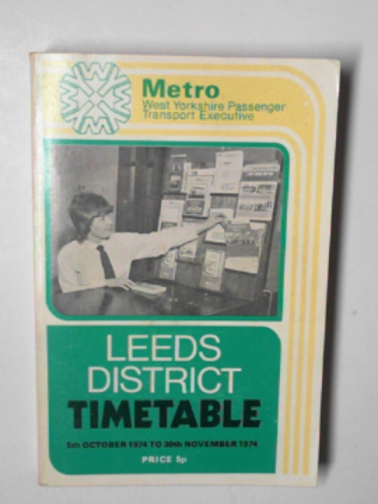 Metro
West Yorkshire Passenger
Transport Executive
LEEDS
DISTRICT
TIMETABLE
5th OCTOBER 1974 TO 30th NOVEMBER 1974
PRICE 5p